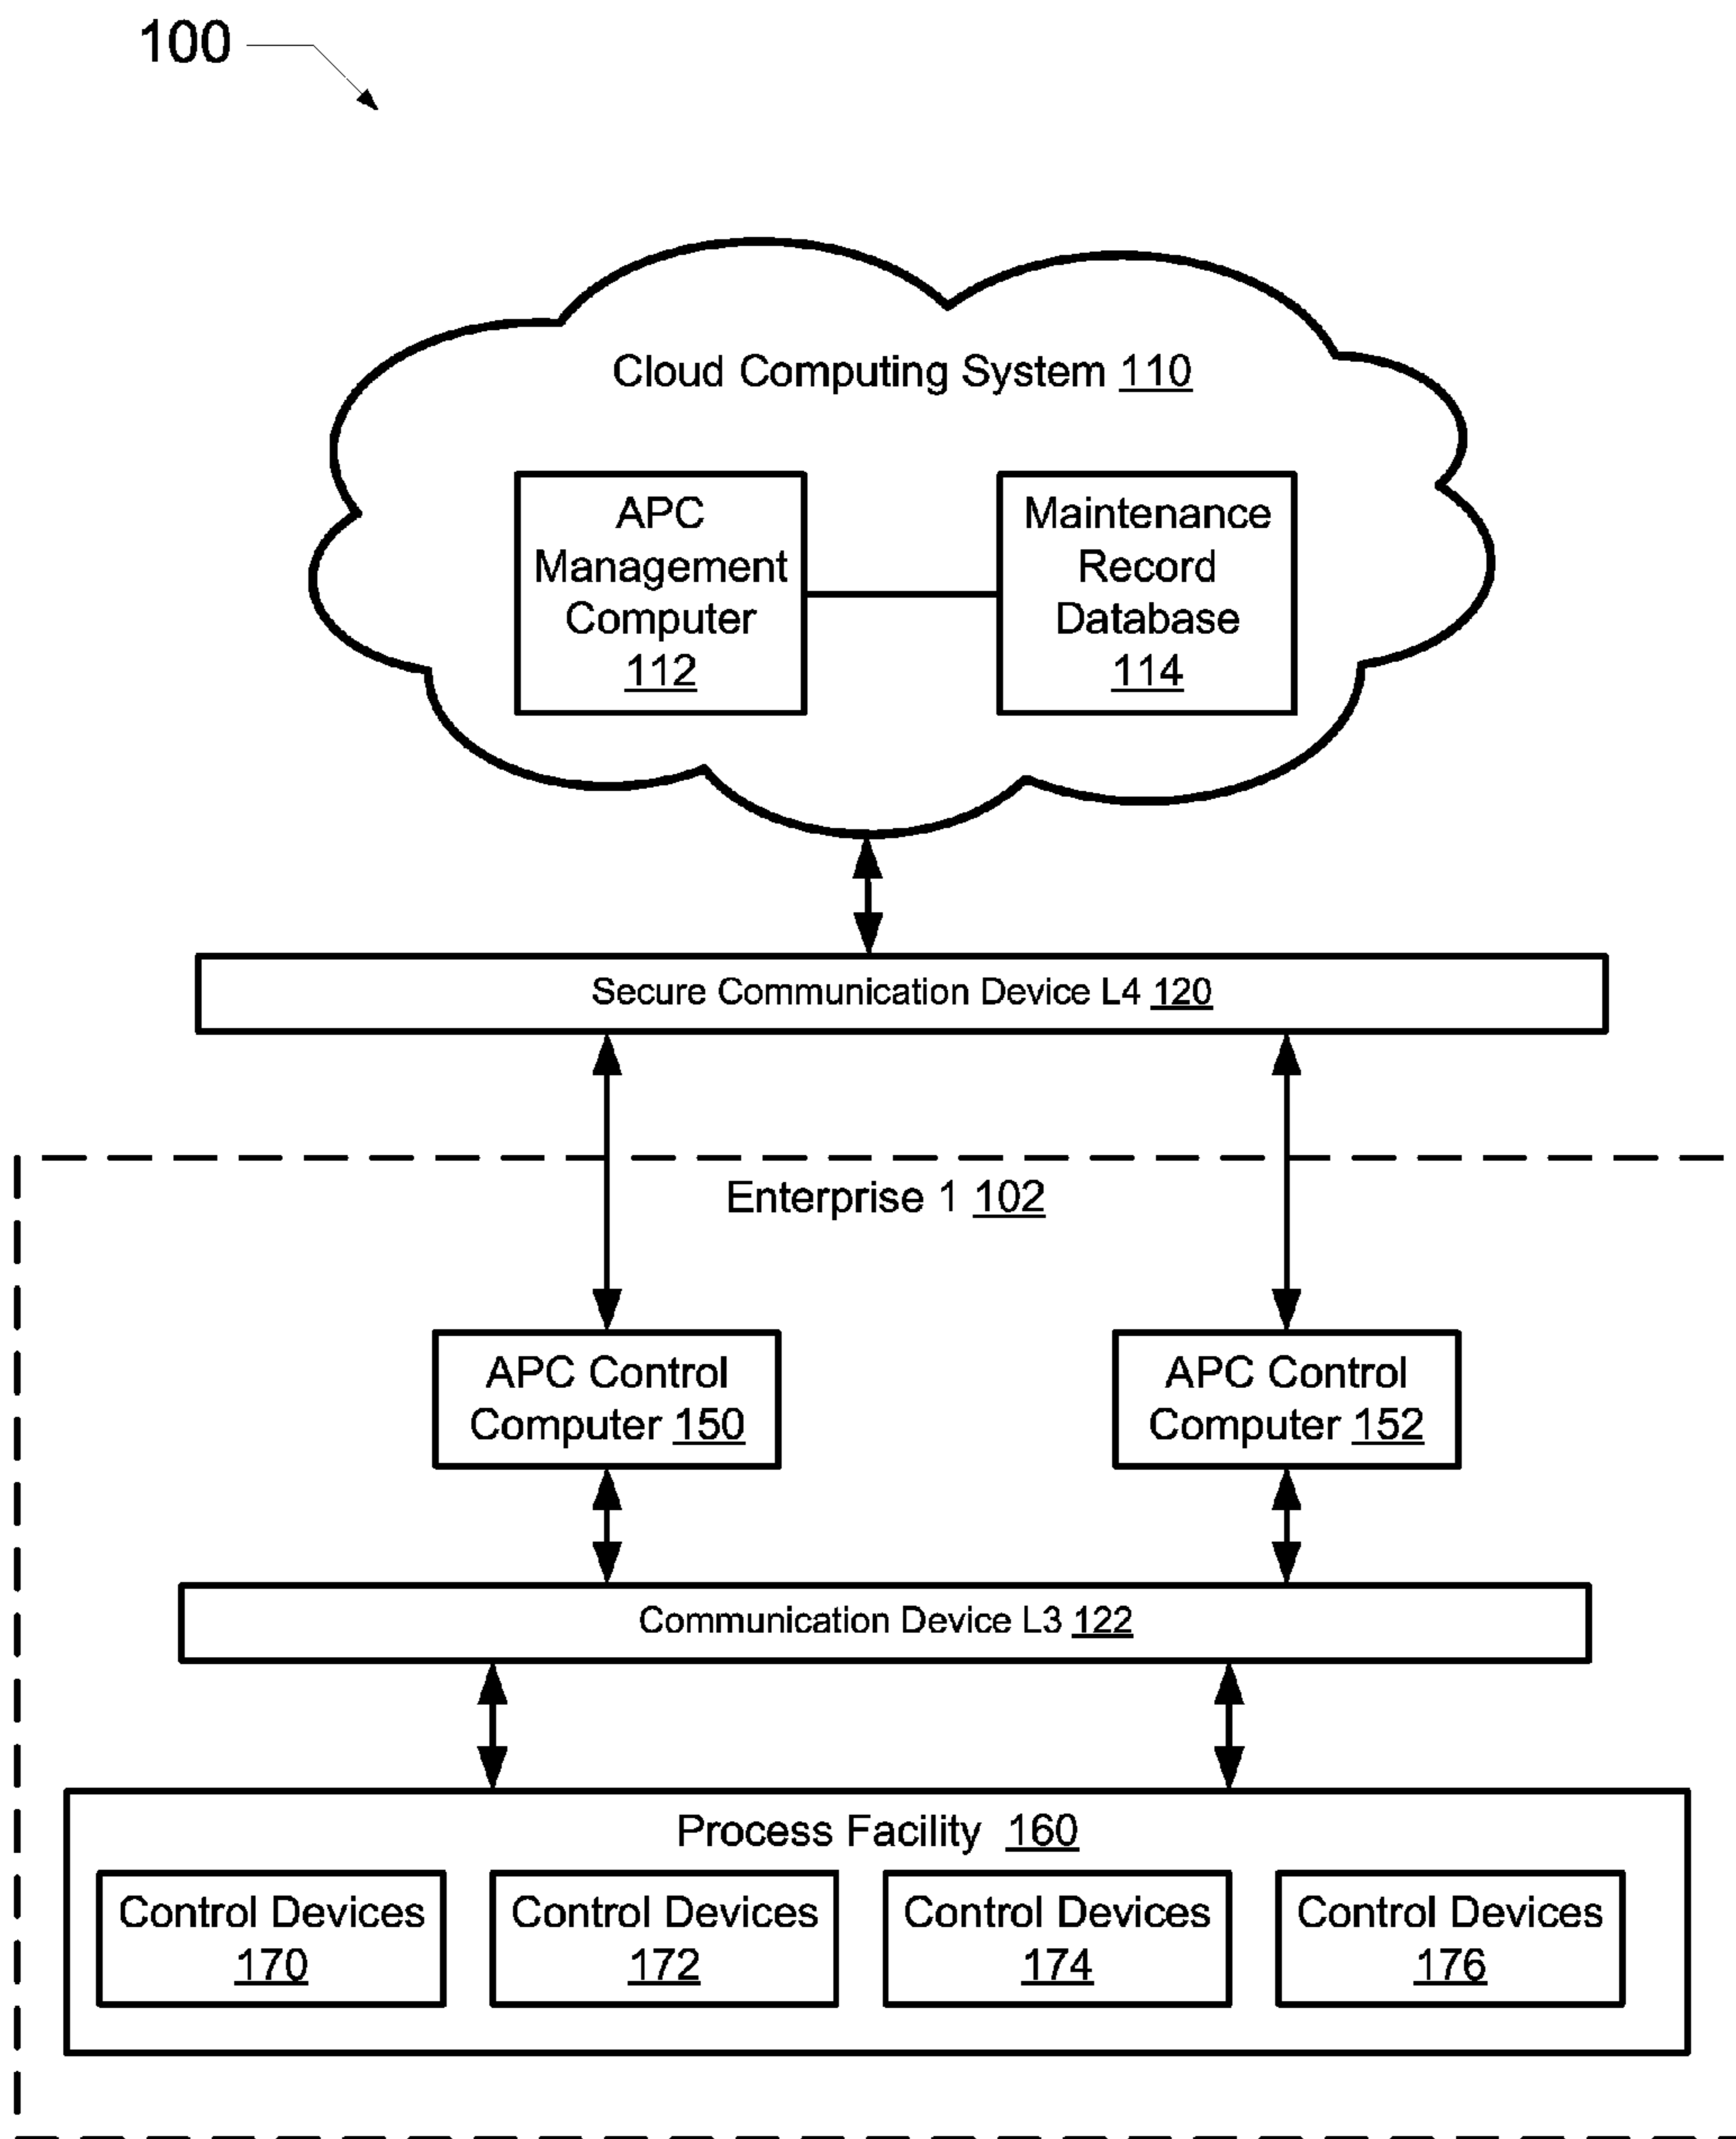 100
Cloud Computing System 110
APC
Management
Computer
112
Maintenance
Record
Database
114
Secure Communication Device L4 120
Enterprise 1 102
APC Control
Computer 150
APC Control
Computer 152
Communication Device L3 122
Process Facility 160
Control Devices
170
Control Devices
172
Control Devices
174
Control Devices
176